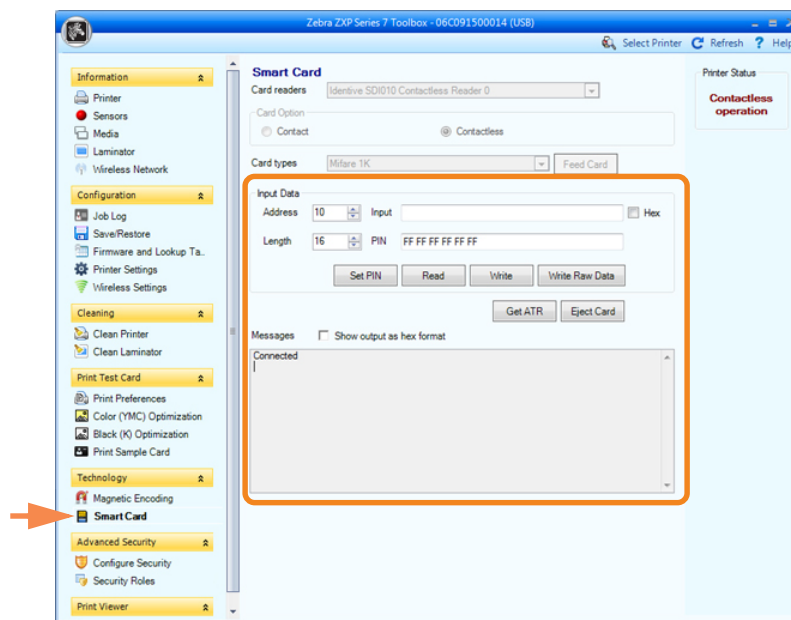 Zebra ZXP Series 7 Toolbox - 06C091500014 (USB)
Select Printer Refresh ? Help
Information
Printer
Sensors
Media
Laminator
Wireless Network
Configuration
Job Log
Save/Restore
Firmware and Lookup Ta..
Printer Settings
Wireless Settings
Cleaning
Clean Printer
Clean Laminator
Print Test Card
Print Preferences
Color (YMC) Optimization
Black (K) Optimization
Print Sample Card
Technology
Magnetic Encoding
Smart Card
Advanced Security
Configure Security
Security Roles
Print Viewer
Smart Card
Card readers Identive SDI010 Contactless Reader 0
Card Option
Contact Contactless
Card types Mifare 1K Feed Card
Input Data
Address 10 Input Hex
Length 16 PIN FF FF FF FF FF FF
Set PIN Read Write Write Raw Data
Get ATR Eject Card
Messages Show output as hex format
Connected
Printer Status
Contactless
operation